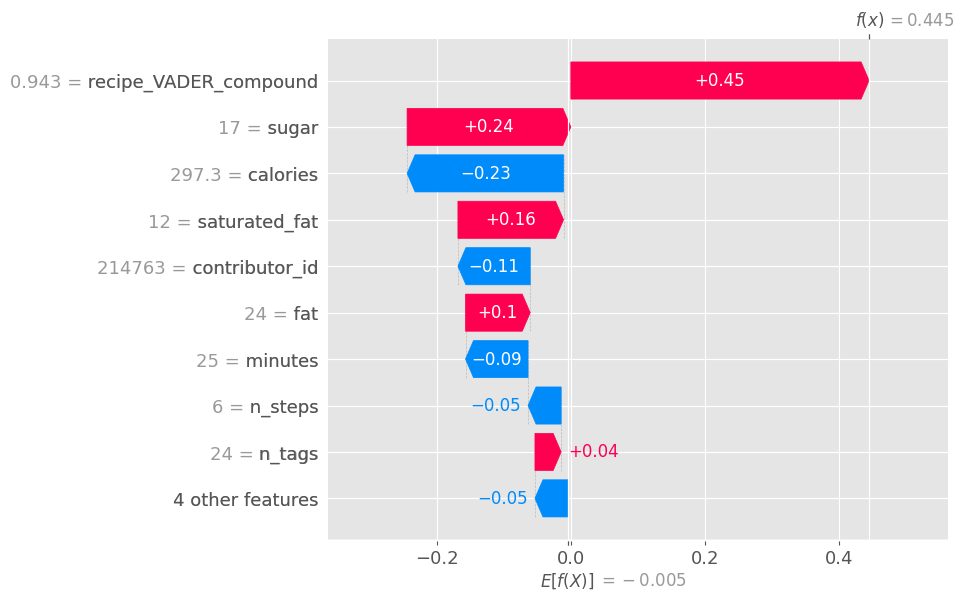 f(x) = 0.445
0.943 = recipe_VADER_compound
+0.45
17 = sugar
+0.24
297.3 = calories
−0.23
12 = saturated_fat
+0.16
214763 = contributor_id
−0.11
24 = fat
+0.1
25 = minutes
−0.09
6 = n_steps
−0.05
24 = n_tags
+0.04
4 other features
−0.05
−0.2 0.0 0.2 0.4
E[f(X)] = −0.005